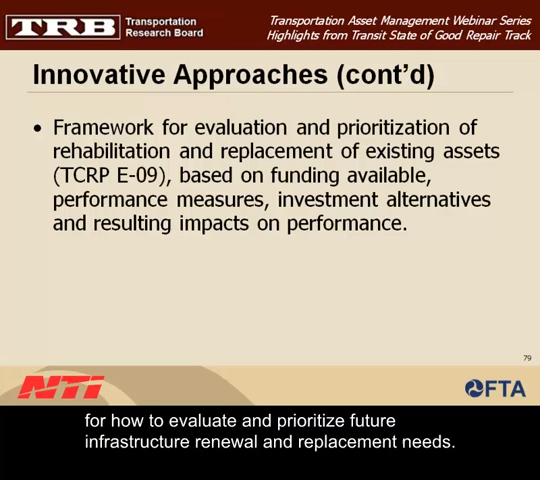 TRB
Transportation
Research Board
Transportation Asset Management Webinar Series
Highlights from Transit State of Good Repair Track
Innovative Approaches (cont'd)
• Framework for evaluation and prioritization of
rehabilitation and replacement of existing assets
(TCRP E-09), based on funding available,
performance measures, investment alternatives
and resulting impacts on performance.
79
NTI
FTA
for how to evaluate and prioritize future
infrastructure renewal and replacement needs.